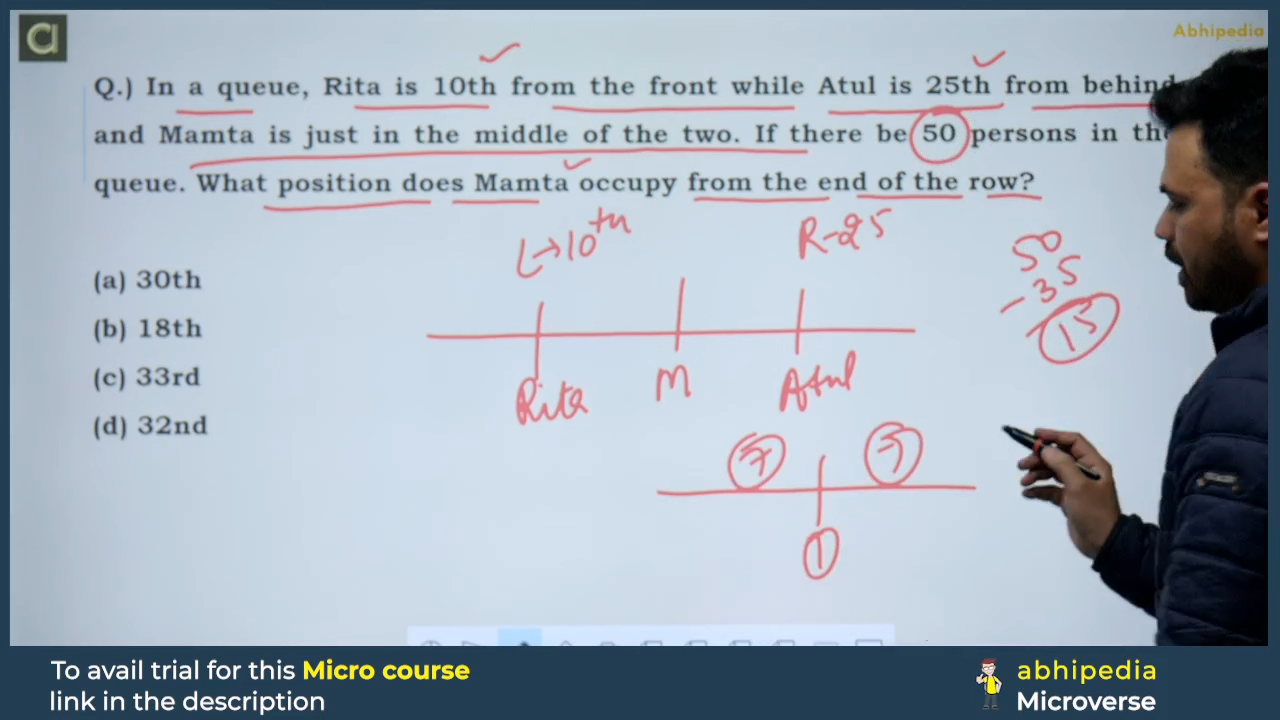 Abhipedia
Q.) In a queue, Rita is 10th from the front while Atul is 25th from behind
and Mamta is just in the middle of the two. If there be 50 persons in the
queue. What position does Mamta occupy from the end of the row?
L→10th
R-25
50
-35
15
(a) 30th
(b) 18th
(c) 33rd
(d) 32nd
Rita
M
Atul
7
7
1
To avail trial for this Micro course
link in the description
abhipedia
Microverse